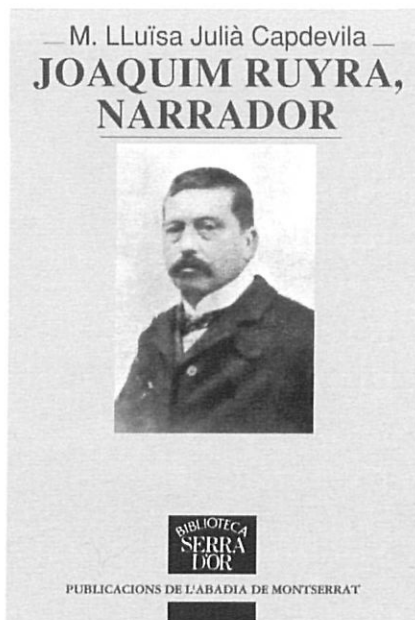 M. LLuïsa Julià Capdevila
JOAQUIM RUYRA,
NARRADOR
BIBLIOTECA
SERRA
D'OR
PUBLICACIONS DE L'ABADIA DE MONTSERRAT